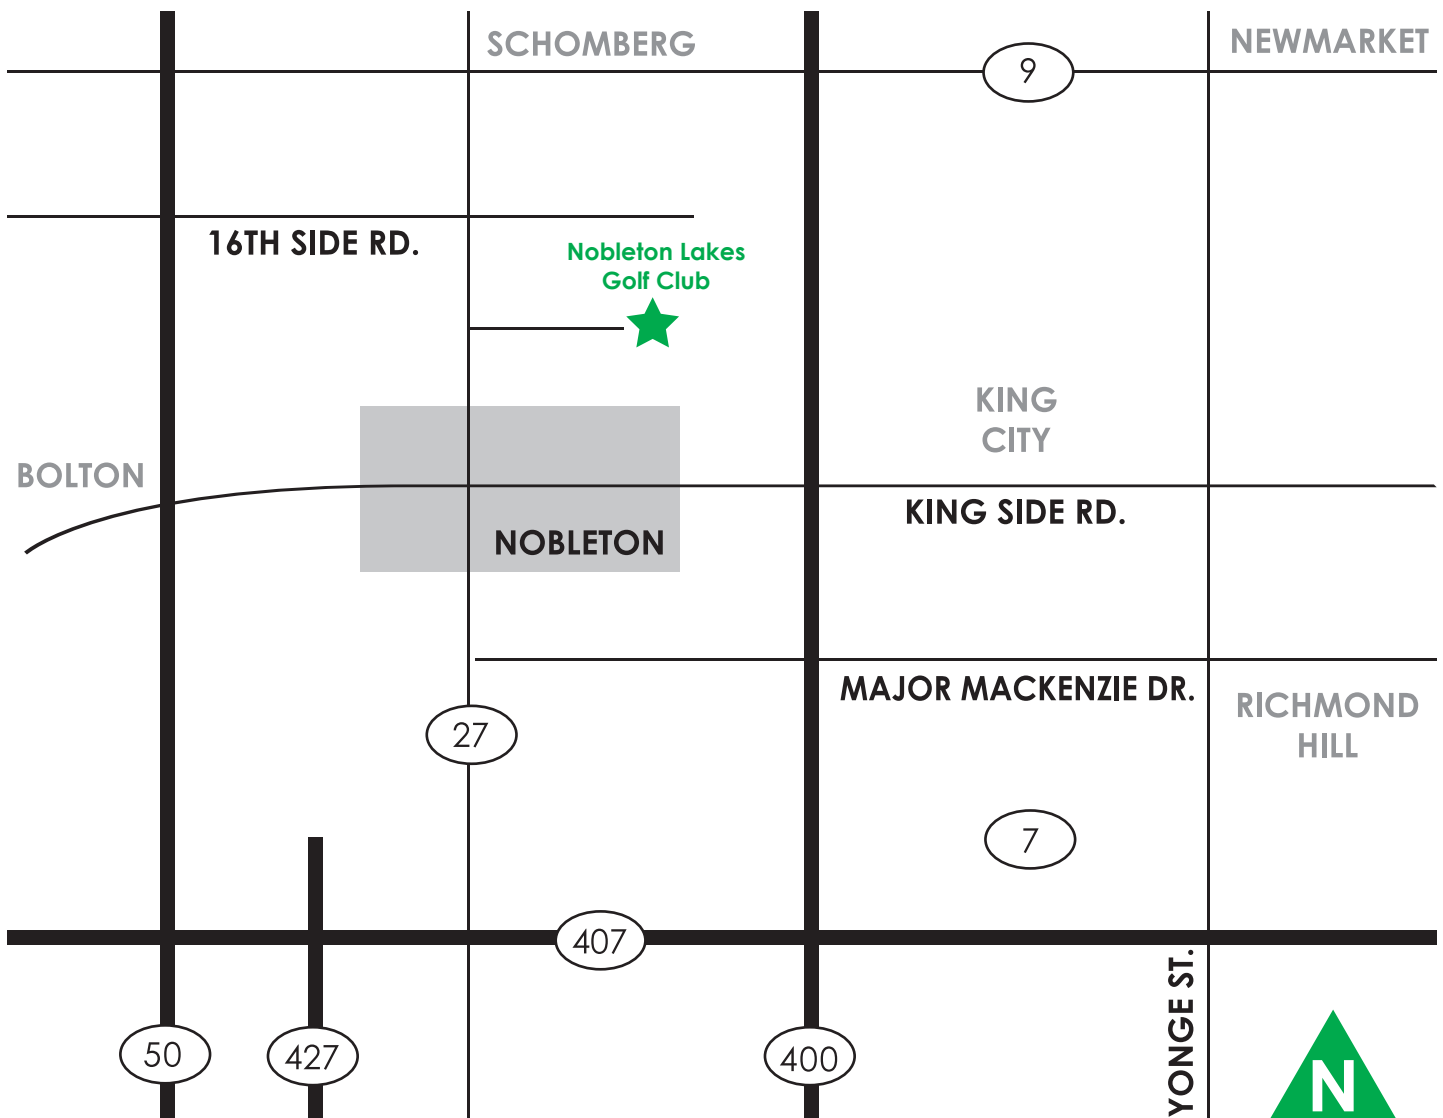 SCHOMBERG
NEWMARKET
9
16TH SIDE RD.
Nobleton Lakes
Golf Club
KING
CITY
BOLTON
KING SIDE RD.
NOBLETON
MAJOR MACKENZIE DR.
RICHMOND
HILL
27
7
407
YONGE ST.
50
427
400
N